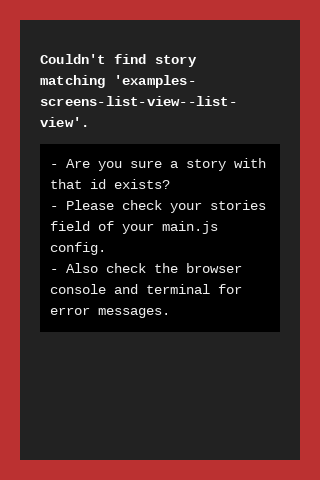 Couldn't find story
matching 'examples-
screens-list-view--list-
view'.
- Are you sure a story with
that id exists?
- Please check your stories
field of your main.js
config.
- Also check the browser
console and terminal for
error messages.